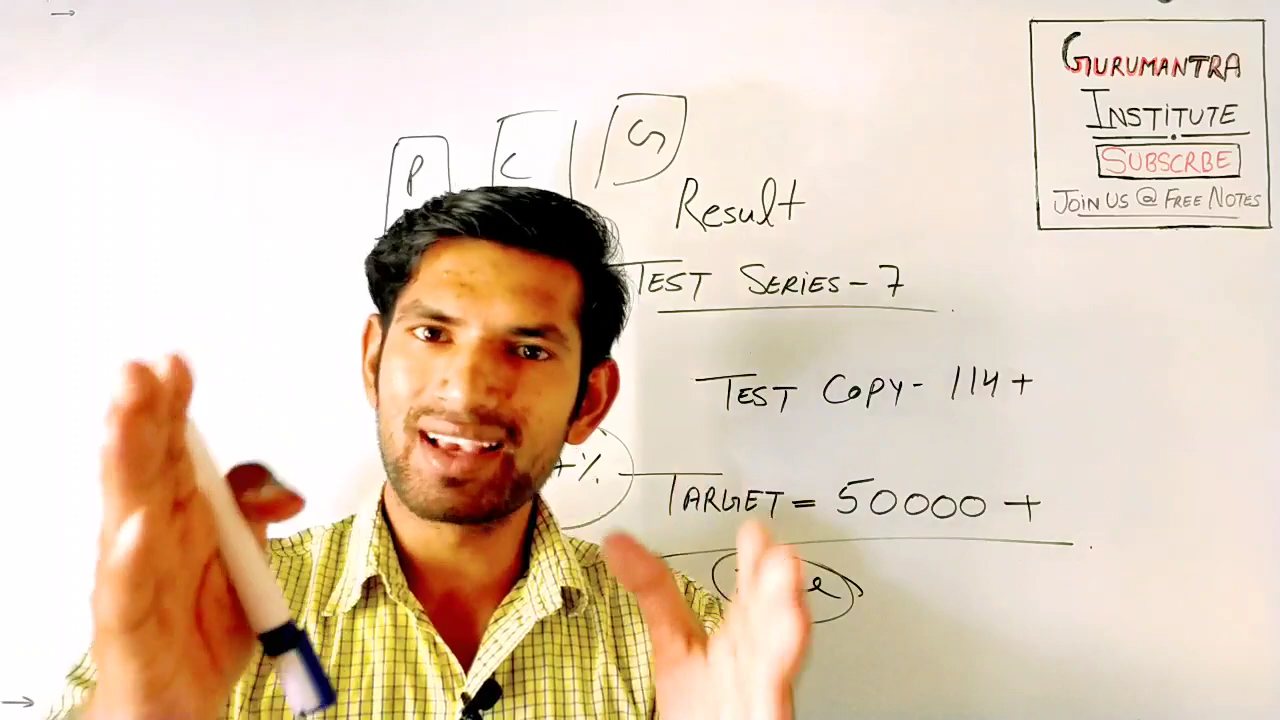 P C S
Result
TEST SERIES - 7
TEST COPY - 114 +
+ %
TARGET = 50000 +
GURUMANTRA
INSTITUTE
SUBSCRBE
JOIN US @ FREE NOTES